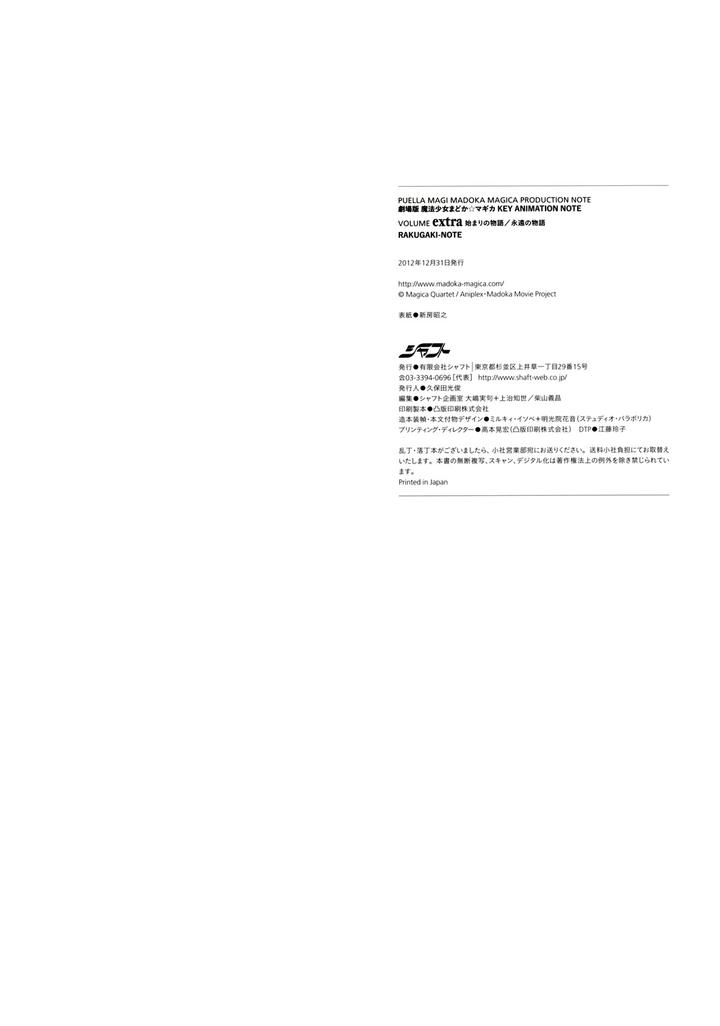 PUELLA MAGI MADOKA MAGICA PRODUCTION NOTE
劇場版 魔法少女まどか☆マギカ KEY ANIMATION NOTE
VOLUME extra 始まりの物語／永遠の物語
RAKUGAKI-NOTE
2012年12月31日発行
http://www.madoka-magica.com/
© Magica Quartet / Aniplex・Madoka Movie Project
表紙●新房昭之
シャフト
発行●有限会社シャフト│東京都杉並区上井草一丁目29番15号
☎03-3394-0696［代表］ http://www.shaft-web.co.jp/
発行人●久保田光俊
編集●シャフト企画室 大嶋実句＋上治知世／柴山義晶
印刷製本●凸版印刷株式会社
造本装幀・本文付物デザイン●ミルキィ・イソベ＋明光院花音（ステュディオ・パラボリカ）
プリンティング・ディレクター●高本晃宏（凸版印刷株式会社） DTP●江藤玲子
乱丁・落丁本がございましたら、小社営業部宛にお送りください。送料小社負担にてお取替え
いたします。本書の無断複写、スキャン、デジタル化は著作権法上の例外を除き禁じられてい
ます。
Printed in Japan